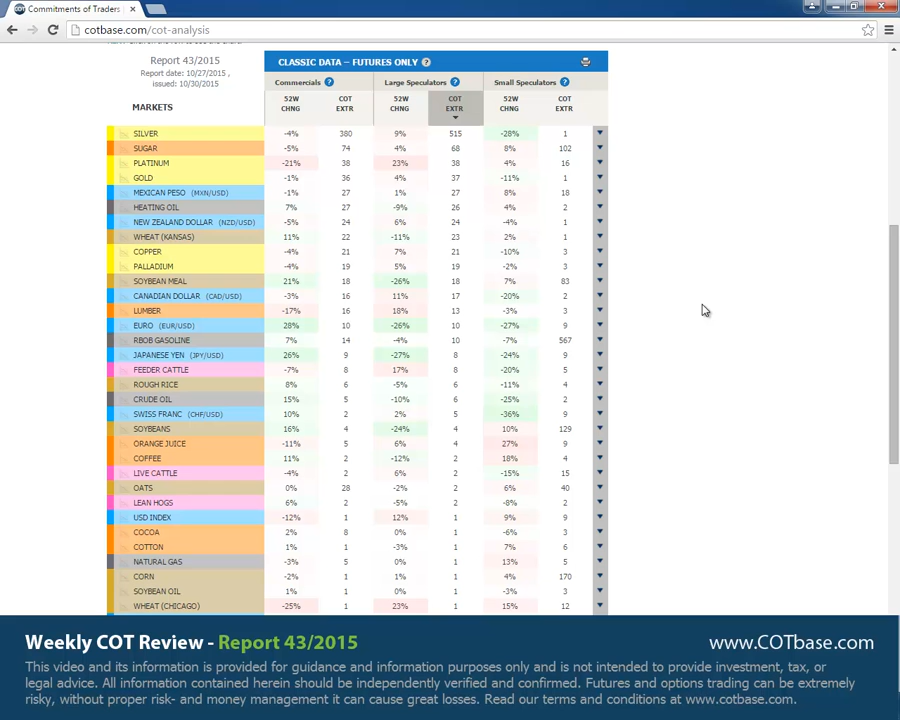 Commitments of Traders
cotbase.com/cot-analysis
Report 43/2015
Report date: 10/27/2015 ,
issued: 10/30/2015
CLASSIC DATA – FUTURES ONLY ?
Commercials ? Large Speculators ? Small Speculators ?
MARKETS 52W CHNG COT EXTR 52W CHNG COT EXTR 52W CHNG COT EXTR
SILVER -4% 380 9% 515 -28% 1
SUGAR -5% 74 4% 68 8% 102
PLATINUM -21% 38 23% 38 4% 16
GOLD -1% 36 4% 37 -11% 1
MEXICAN PESO (MXN/USD) -1% 27 1% 27 8% 18
HEATING OIL 7% 27 -9% 26 4% 2
NEW ZEALAND DOLLAR (NZD/USD) -5% 24 6% 24 -4% 1
WHEAT (KANSAS) 11% 22 -11% 23 2% 1
COPPER -4% 21 7% 21 -10% 3
PALLADIUM -4% 19 5% 19 -2% 3
SOYBEAN MEAL 21% 16 -26% 18 7% 83
CANADIAN DOLLAR (CAD/USD) -3% 16 11% 17 -20% 2
LUMBER -17% 16 18% 13 -3% 3
EURO (EUR/USD) 28% 10 -26% 10 -27% 9
RBOB GASOLINE 7% 14 -4% 10 -7% 567
JAPANESE YEN (JPY/USD) 26% 9 -27% 8 -24% 9
FEEDER CATTLE -7% 8 17% 8 -20% 5
ROUGH RICE 8% 6 -5% 6 -11% 4
CRUDE OIL 15% 5 -10% 6 -25% 2
SWISS FRANC (CHF/USD) 10% 2 2% 5 -36% 9
SOYBEANS 16% 4 -24% 4 10% 129
ORANGE JUICE -11% 5 6% 4 27% 9
COFFEE 11% 2 -12% 2 18% 4
LIVE CATTLE -4% 2 6% 2 -15% 15
OATS 0% 28 -2% 2 6% 40
LEAN HOGS 6% 2 -5% 2 -8% 2
USD INDEX -12% 1 12% 1 9% 9
COCOA 2% 8 0% 1 -6% 3
COTTON 1% 1 -3% 1 7% 6
NATURAL GAS -3% 5 0% 1 13% 5
CORN -2% 1 1% 1 4% 170
SOYBEAN OIL 1% 1 0% 1 -3% 3
WHEAT (CHICAGO) -25% 1 23% 1 15% 12
Weekly COT Review - Report 43/2015 www.COTbase.com
This video and its information is provided for guidance and information purposes only and is not intended to provide investment, tax, or
legal advice. All information contained herein should be independently verified and confirmed. Futures and options trading can be extremely
risky, without proper risk- and money management it can cause great losses. Read our terms and conditions at www.cotbase.com.